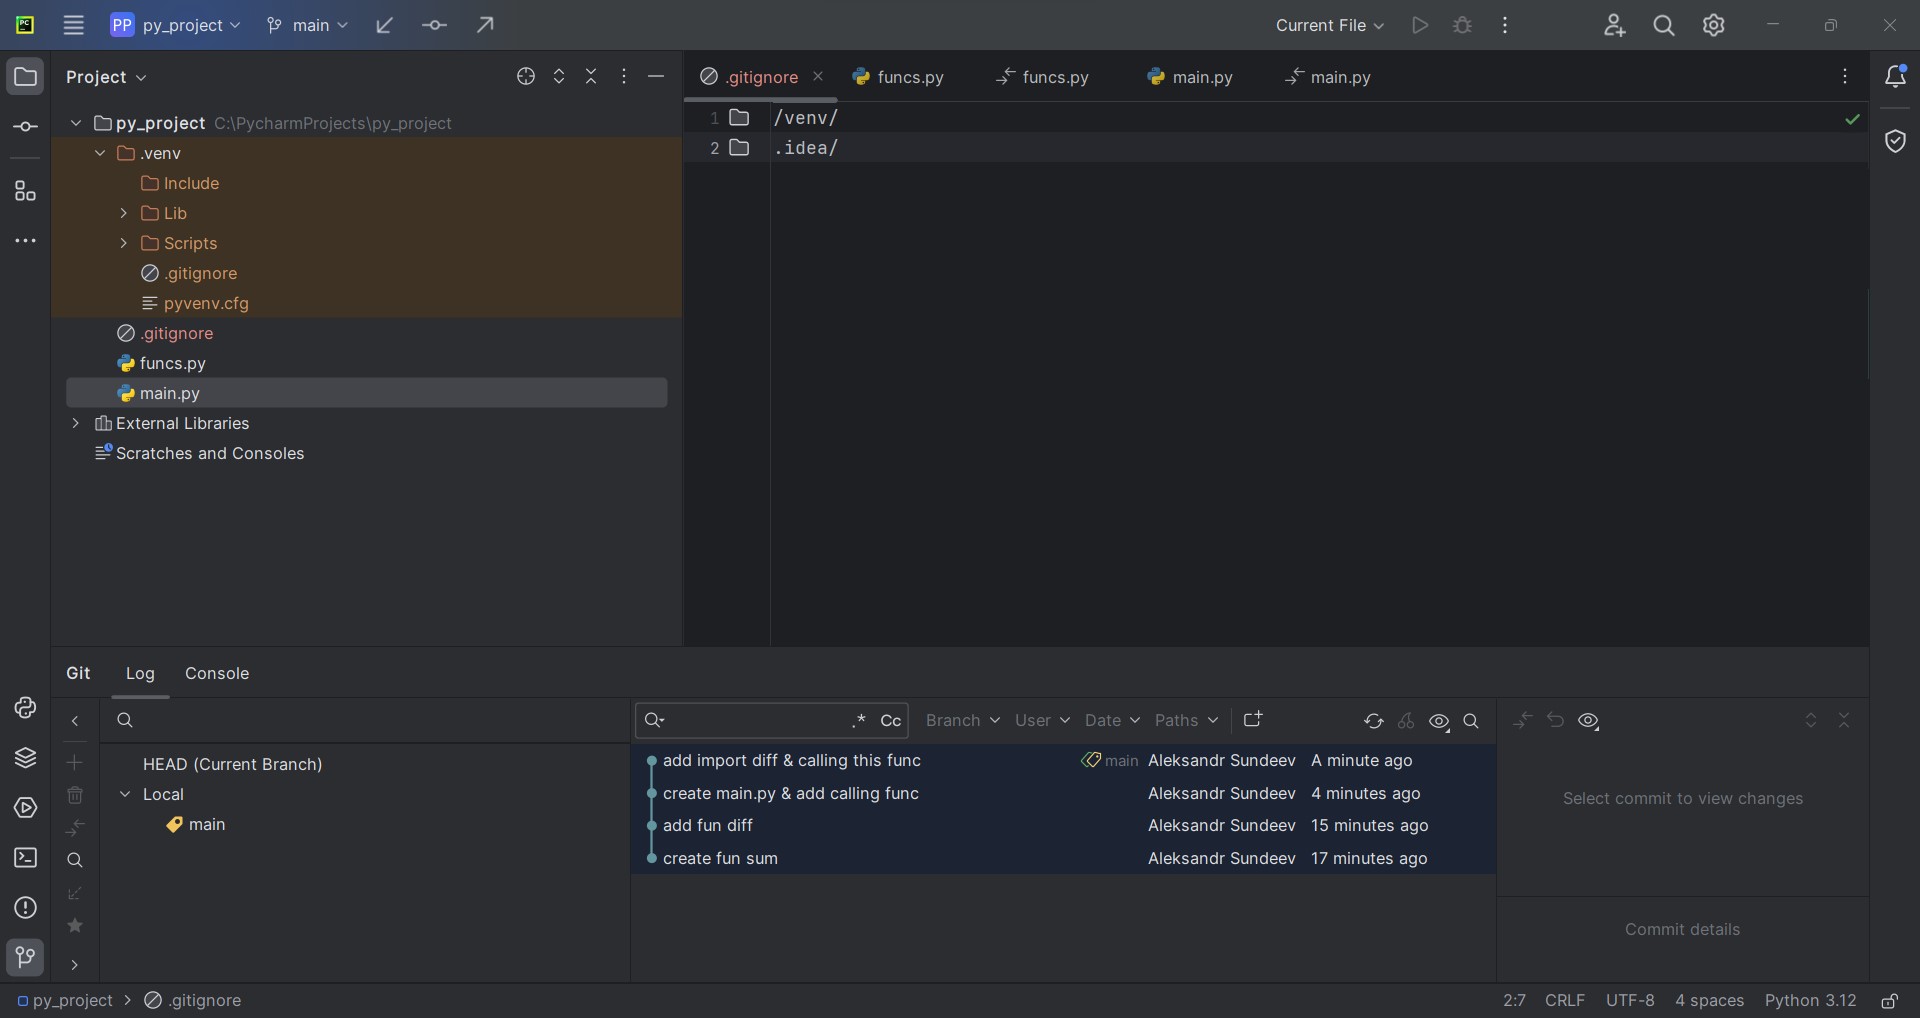 PC
PP py_project main Current File
Project
.gitignore funcs.py funcs.py main.py main.py
py_project C:\PycharmProjects\py_project
.venv
Include
Lib
Scripts
.gitignore
pyvenv.cfg
.gitignore
funcs.py
main.py
External Libraries
Scratches and Consoles
1 /venv/
2 .idea/
Git Log Console
.* Cc Branch User Date Paths
HEAD (Current Branch)
Local
main
add import diff & calling this func main Aleksandr Sundeev A minute ago
create main.py & add calling func Aleksandr Sundeev 4 minutes ago
add fun diff Aleksandr Sundeev 15 minutes ago
create fun sum Aleksandr Sundeev 17 minutes ago
Select commit to view changes
Commit details
py_project .gitignore 2:7 CRLF UTF-8 4 spaces Python 3.12